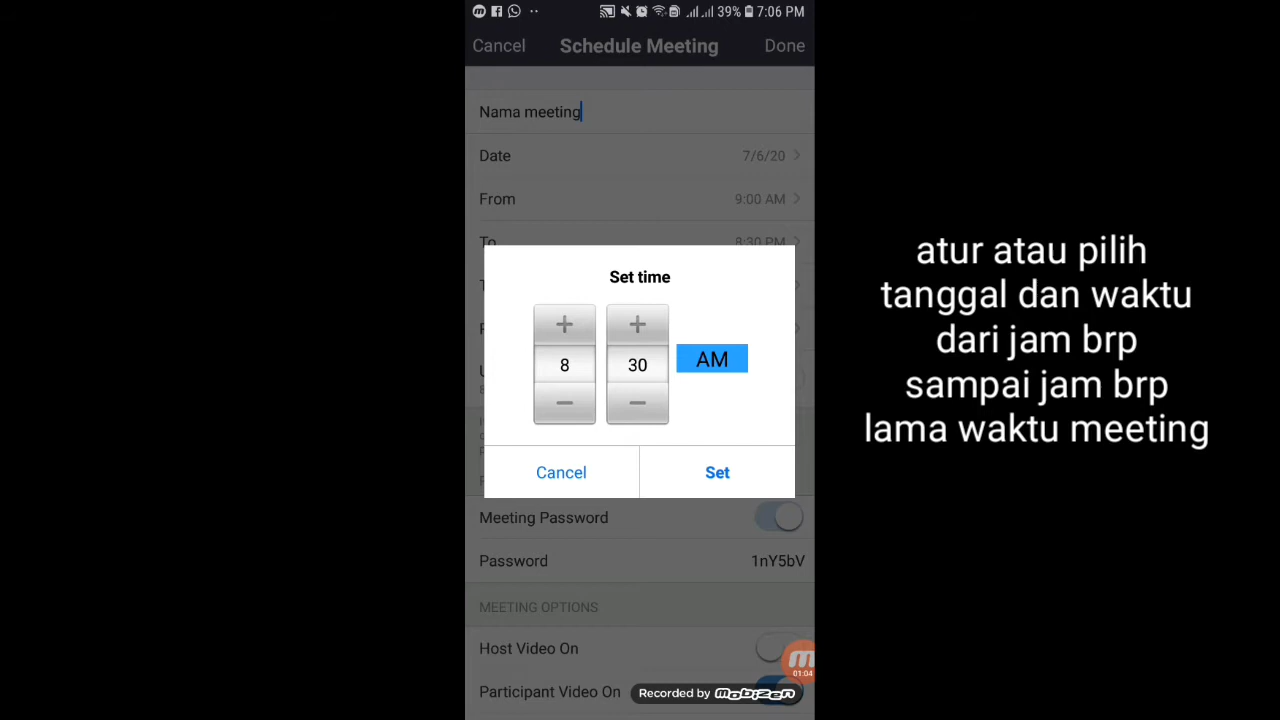 39% 7:06 PM
Cancel Schedule Meeting Done
Nama meeting
Date 7/6/20
From 9:00 AM
To 8:30 PM
Set time
8 30 AM
Cancel Set
Meeting Password
Password 1nY5bV
MEETING OPTIONS
Host Video On
01:04
Participant Video On
Recorded by MOBIZEN
atur atau pilih
tanggal dan waktu
dari jam brp
sampai jam brp
lama waktu meeting